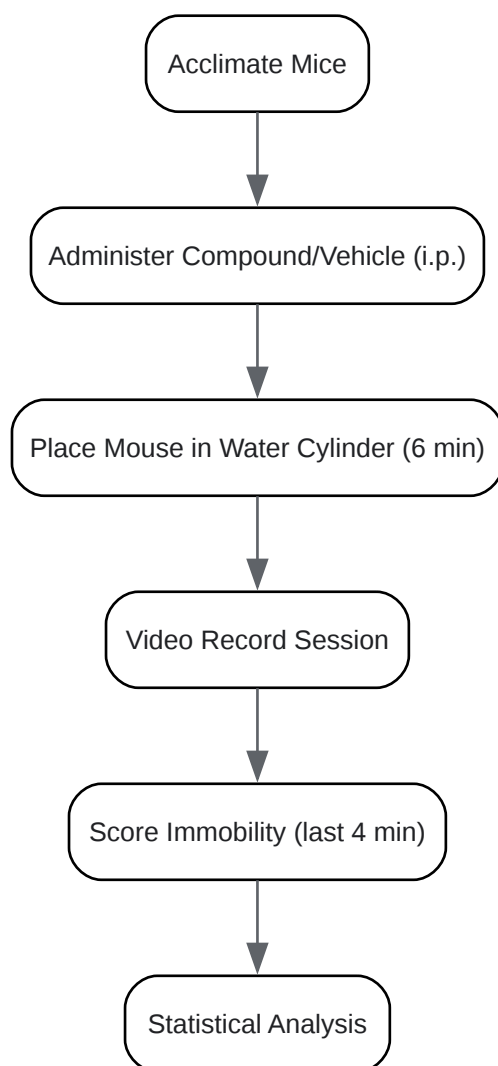 Acclimate Mice
Administer Compound/Vehicle (i.p.)
Place Mouse in Water Cylinder (6 min)
Video Record Session
Score Immobility (last 4 min)
Statistical Analysis